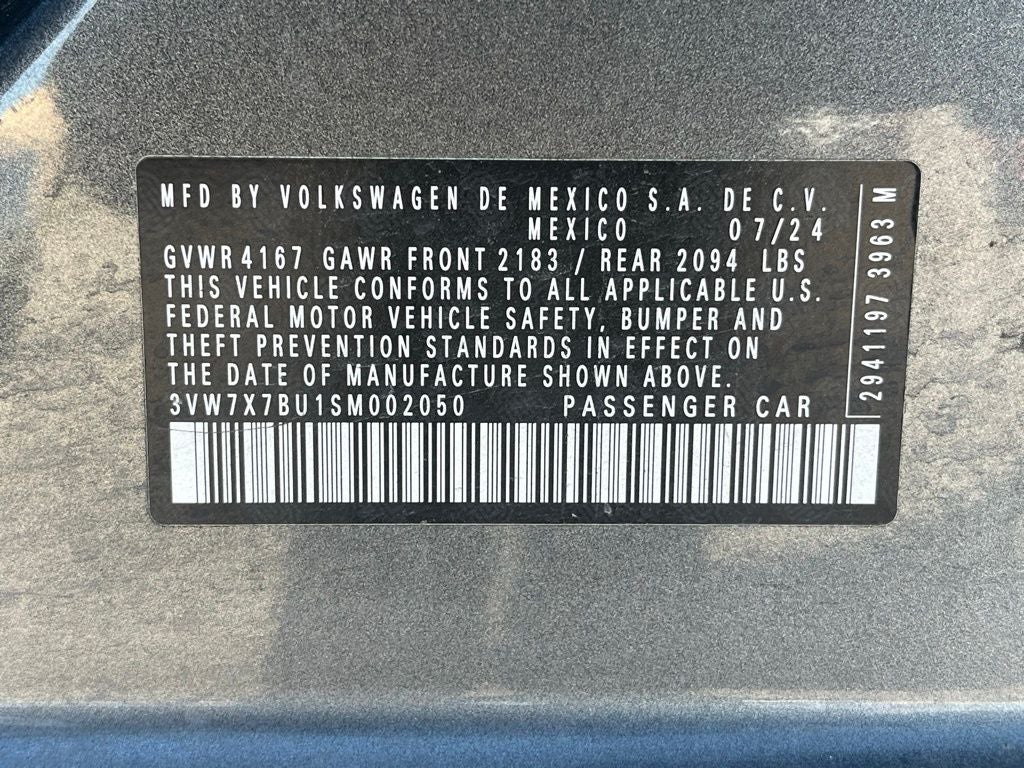 MFD BY VOLKSWAGEN DE MEXICO S.A. DE C.V.
MEXICO 07/24
GVWR 4167 GAWR FRONT 2183 / REAR 2094 LBS
THIS VEHICLE CONFORMS TO ALL APPLICABLE U.S.
FEDERAL MOTOR VEHICLE SAFETY, BUMPER AND
THEFT PREVENTION STANDARDS IN EFFECT ON
THE DATE OF MANUFACTURE SHOWN ABOVE.
3VW7X7BU1SM002050 PASSENGER CAR
2941197 3963 M